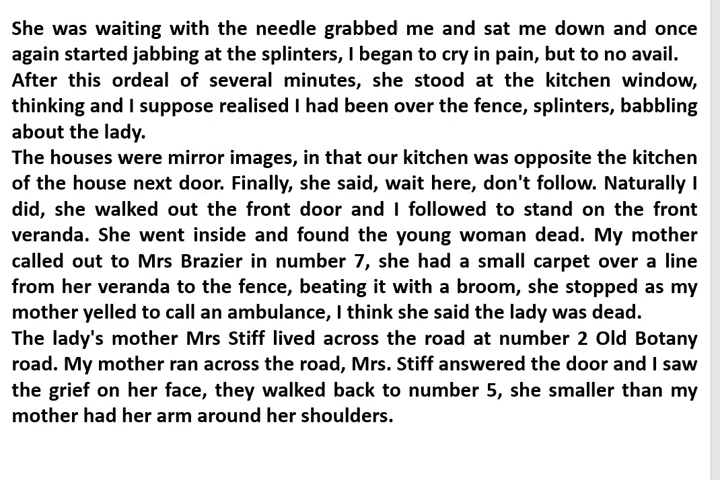 She was waiting with the needle grabbed me and sat me down and once
again started jabbing at the splinters, I began to cry in pain, but to no avail.
After this ordeal of several minutes, she stood at the kitchen window,
thinking and I suppose realised I had been over the fence, splinters, babbling
about the lady.
The houses were mirror images, in that our kitchen was opposite the kitchen
of the house next door. Finally, she said, wait here, don't follow. Naturally I
did, she walked out the front door and I followed to stand on the front
veranda. She went inside and found the young woman dead. My mother
called out to Mrs Brazier in number 7, she had a small carpet over a line
from her veranda to the fence, beating it with a broom, she stopped as my
mother yelled to call an ambulance, I think she said the lady was dead.
The lady's mother Mrs Stiff lived across the road at number 2 Old Botany
road. My mother ran across the road, Mrs. Stiff answered the door and I saw
the grief on her face, they walked back to number 5, she smaller than my
mother had her arm around her shoulders.